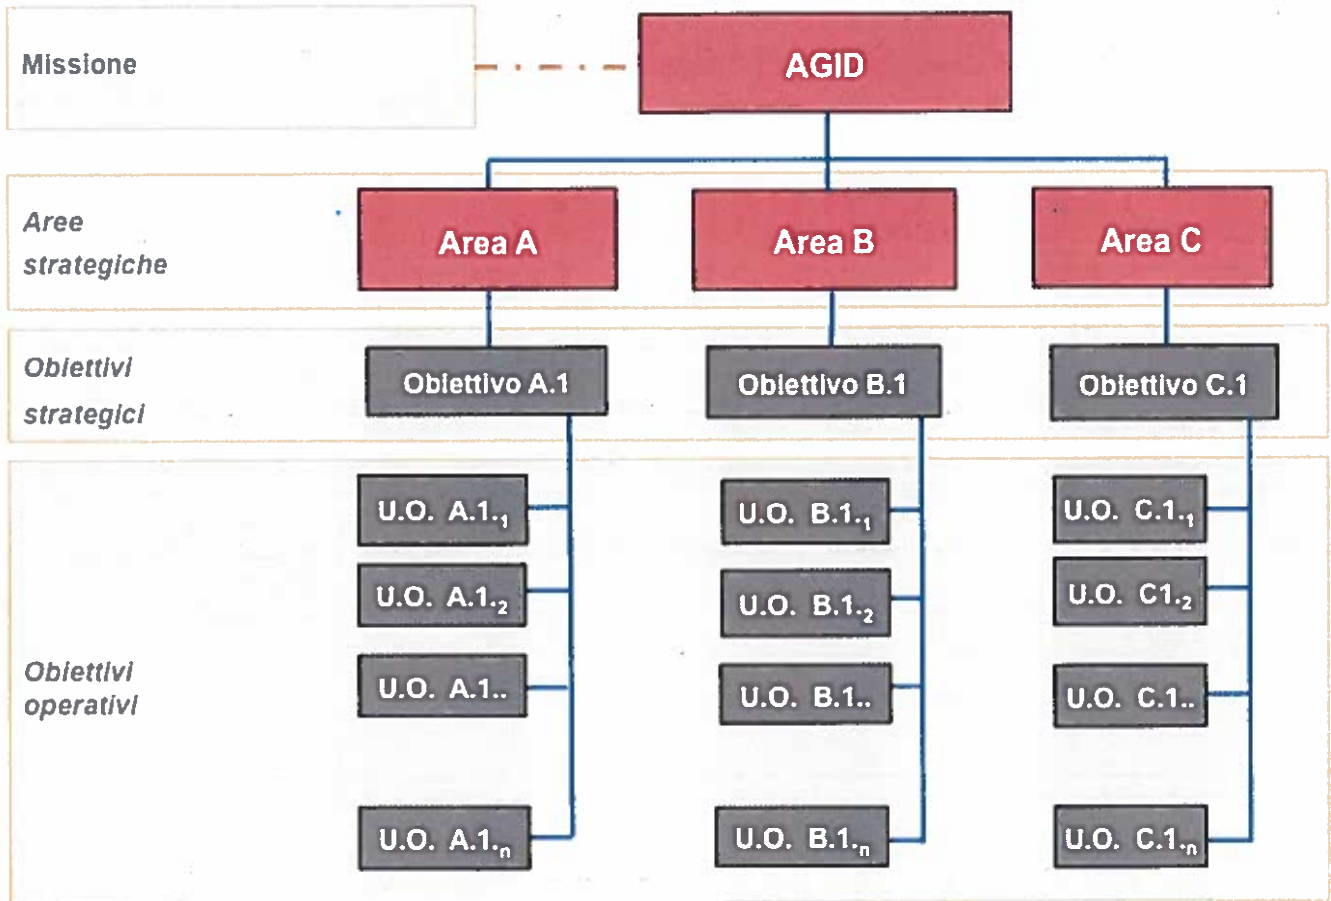 Missione
AGID
Aree
strategiche
Area A
Area B
Area C
Obiettivi
strategici
Obiettivo A.1
Obiettivo B.1
Obiettivo C.1
Obiettivi
operativi
U.O. A.1.1
U.O. B.1.1
U.O. C.1.1
U.O. A.1.2
U.O. B.1.2
U.O. C1.2
U.O. A.1..
U.O. B.1..
U.O. C.1..
U.O. A.1.n
U.O. B.1.n
U.O. C.1.n